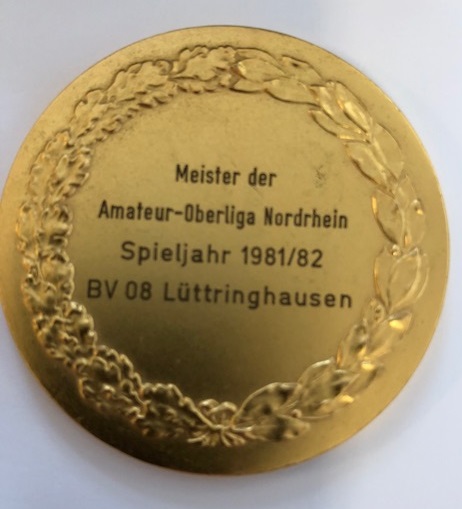 Meister der
Amateur-Oberliga Nordrhein
Spieljahr 1981/82
BV 08 Lüttringhausen